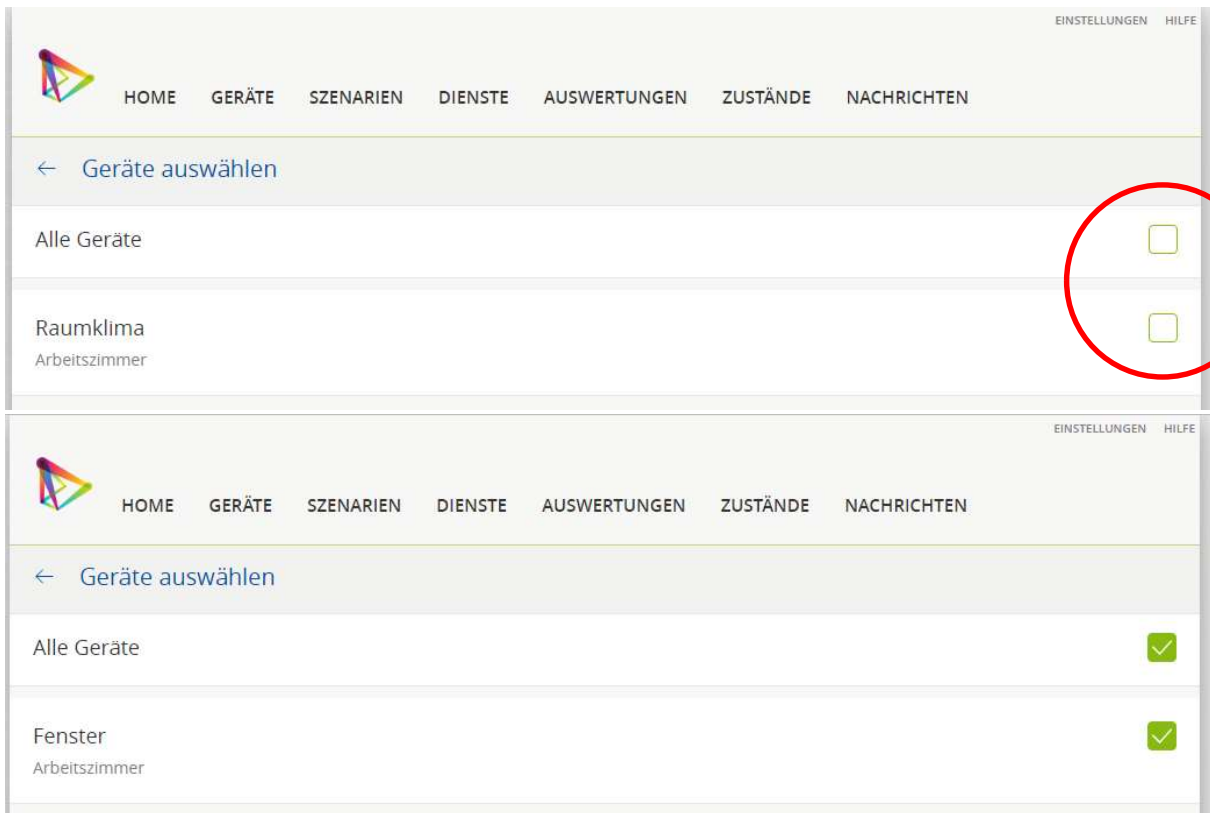 EINSTELLUNGEN HILFE
HOME GERÄTE SZENARIEN DIENSTE AUSWERTUNGEN ZUSTÄNDE NACHRICHTEN
← Geräte auswählen
Alle Geräte
Raumklima
Arbeitszimmer
EINSTELLUNGEN HILFE
HOME GERÄTE SZENARIEN DIENSTE AUSWERTUNGEN ZUSTÄNDE NACHRICHTEN
← Geräte auswählen
Alle Geräte
Fenster
Arbeitszimmer